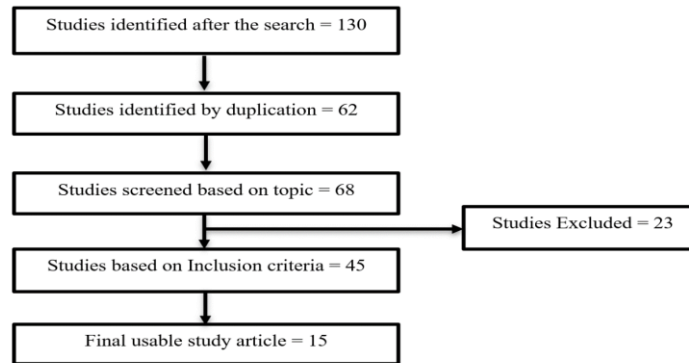 Studies identified after the search = 130
Studies identified by duplication = 62
Studies screened based on topic = 68
Studies Excluded = 23
Studies based on Inclusion criteria = 45
Final usable study article = 15